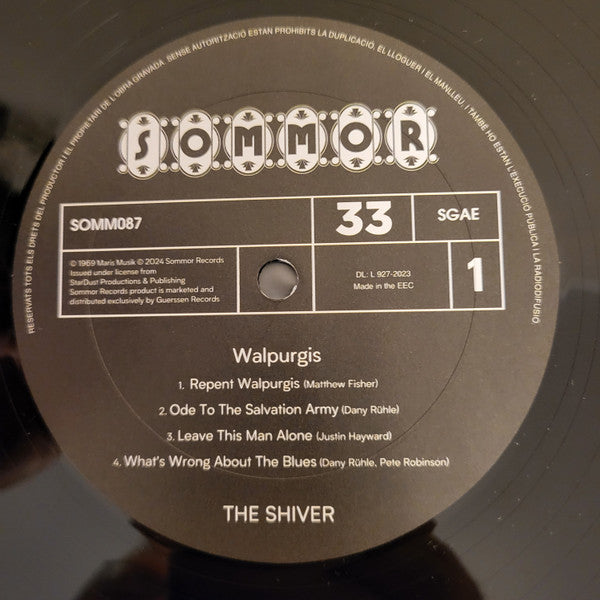 RESERVATS TOTS ELS DRETS DEL PRODUCTOR I EL PROPIETARI DE L'OBRA GRAVADA. SENSE AUTORITZACIÓ ESTAN PROHIBITS LA DUPLICACIÓ, EL LLOGUER I EL MANLLEU, I TAMBÉ HO ESTAN L'EXECUCIÓ PÚBLICA I LA RADIODIFUSIÓ
SOMMOR
SOMM087
33
SGAE
© 1969 Maris Musik © 2024 Sommor Records
Issued under license from
StarDust Productions & Publishing
Sommor Records product is marketed and
distributed exclusively by Guerssen Records
DL: L 927-2023
Made in the EEC
1
Walpurgis
1. Repent Walpurgis (Matthew Fisher)
2. Ode To The Salvation Army (Dany Rühle)
3. Leave This Man Alone (Justin Hayward)
4. What's Wrong About The Blues (Dany Rühle, Pete Robinson)
THE SHIVER